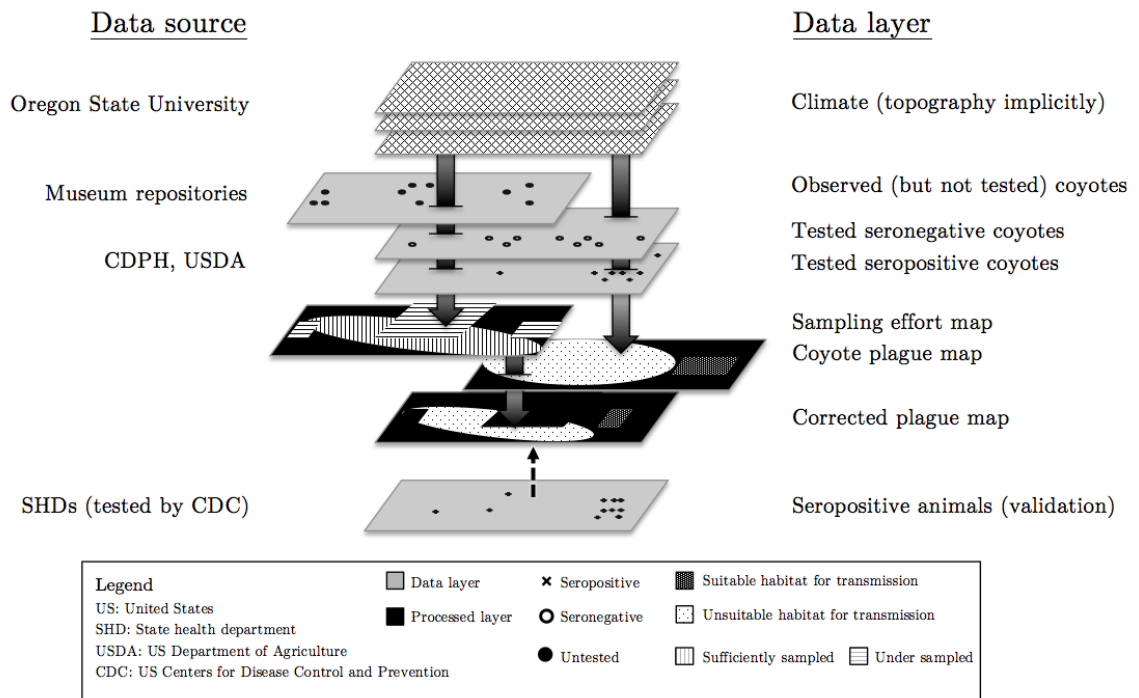 Data source
Data layer
Oregon State University
Climate (topography implicitly)
Museum repositories
Observed (but not tested) coyotes
Tested seronegative coyotes
CDPH, USDA
Tested seropositive coyotes
Sampling effort map
Coyote plague map
Corrected plague map
SHDs (tested by CDC)
Seropositive animals (validation)
Legend
US: United States
SHD: State health department
USDA: US Department of Agriculture
CDC: US Centers for Disease Control and Prevention
Data layer
Processed layer
Seropositive
Seronegative
Untested
Suitable habitat for transmission
Unsuitable habitat for transmission
Sufficiently sampled
Under sampled